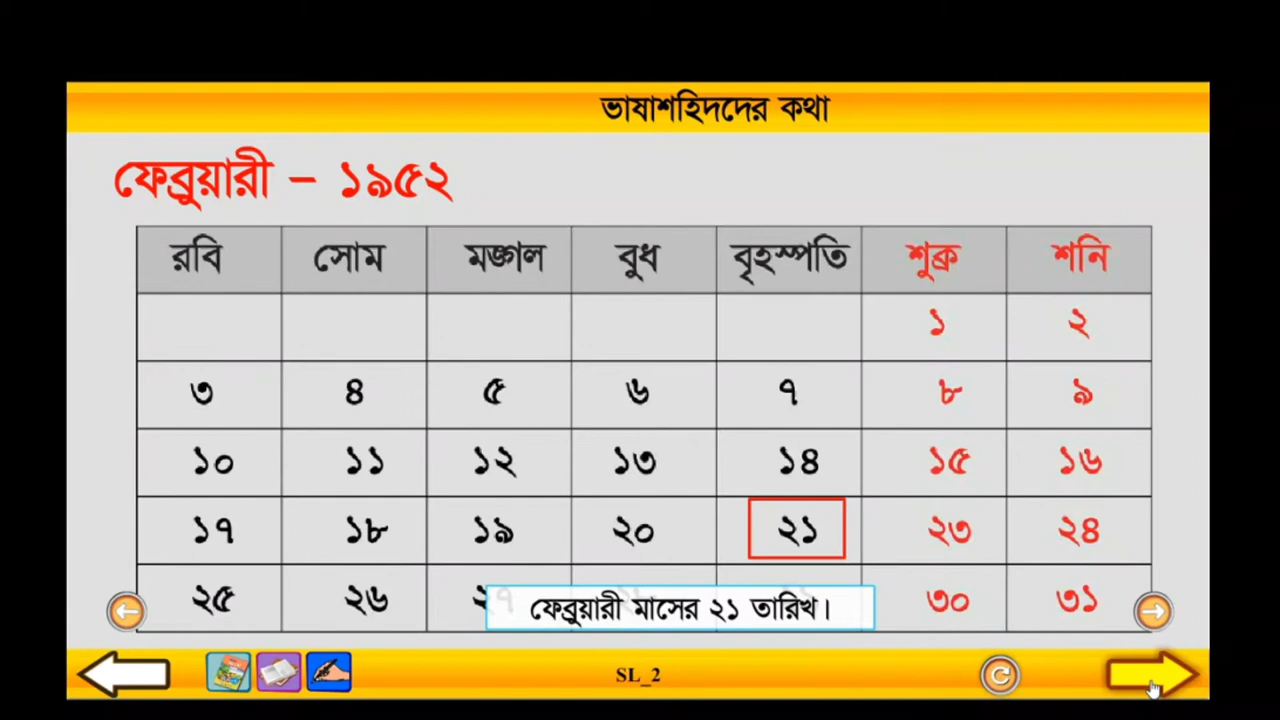 ভাষাশহিদদের কথা
ফেব্রুয়ারী – ১৯৫২
রবি সোম মঙ্গল বুধ বৃহস্পতি শুক্র শনি
১ ২
৩ ৪ ৫ ৬ ৭ ৮ ৯
১০ ১১ ১২ ১৩ ১৪ ১৫ ১৬
১৭ ১৮ ১৯ ২০ ২১ ২৩ ২৪
২৫ ২৬ ২৭ ৩০ ৩১
ফেব্রুয়ারী মাসের ২১ তারিখ।
SL_2